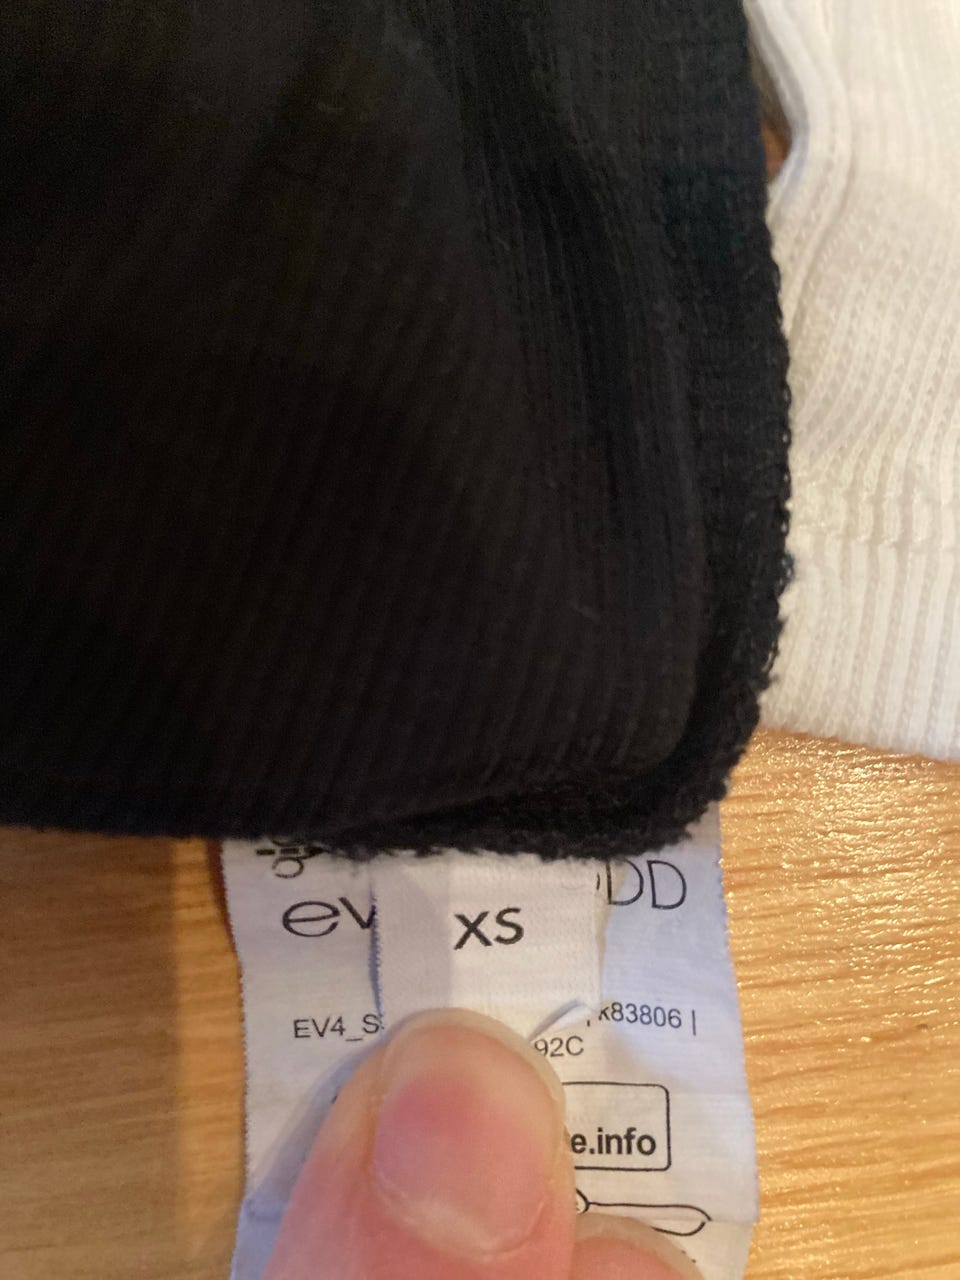 XS
EV4_S
k83806 |
92C
e.info